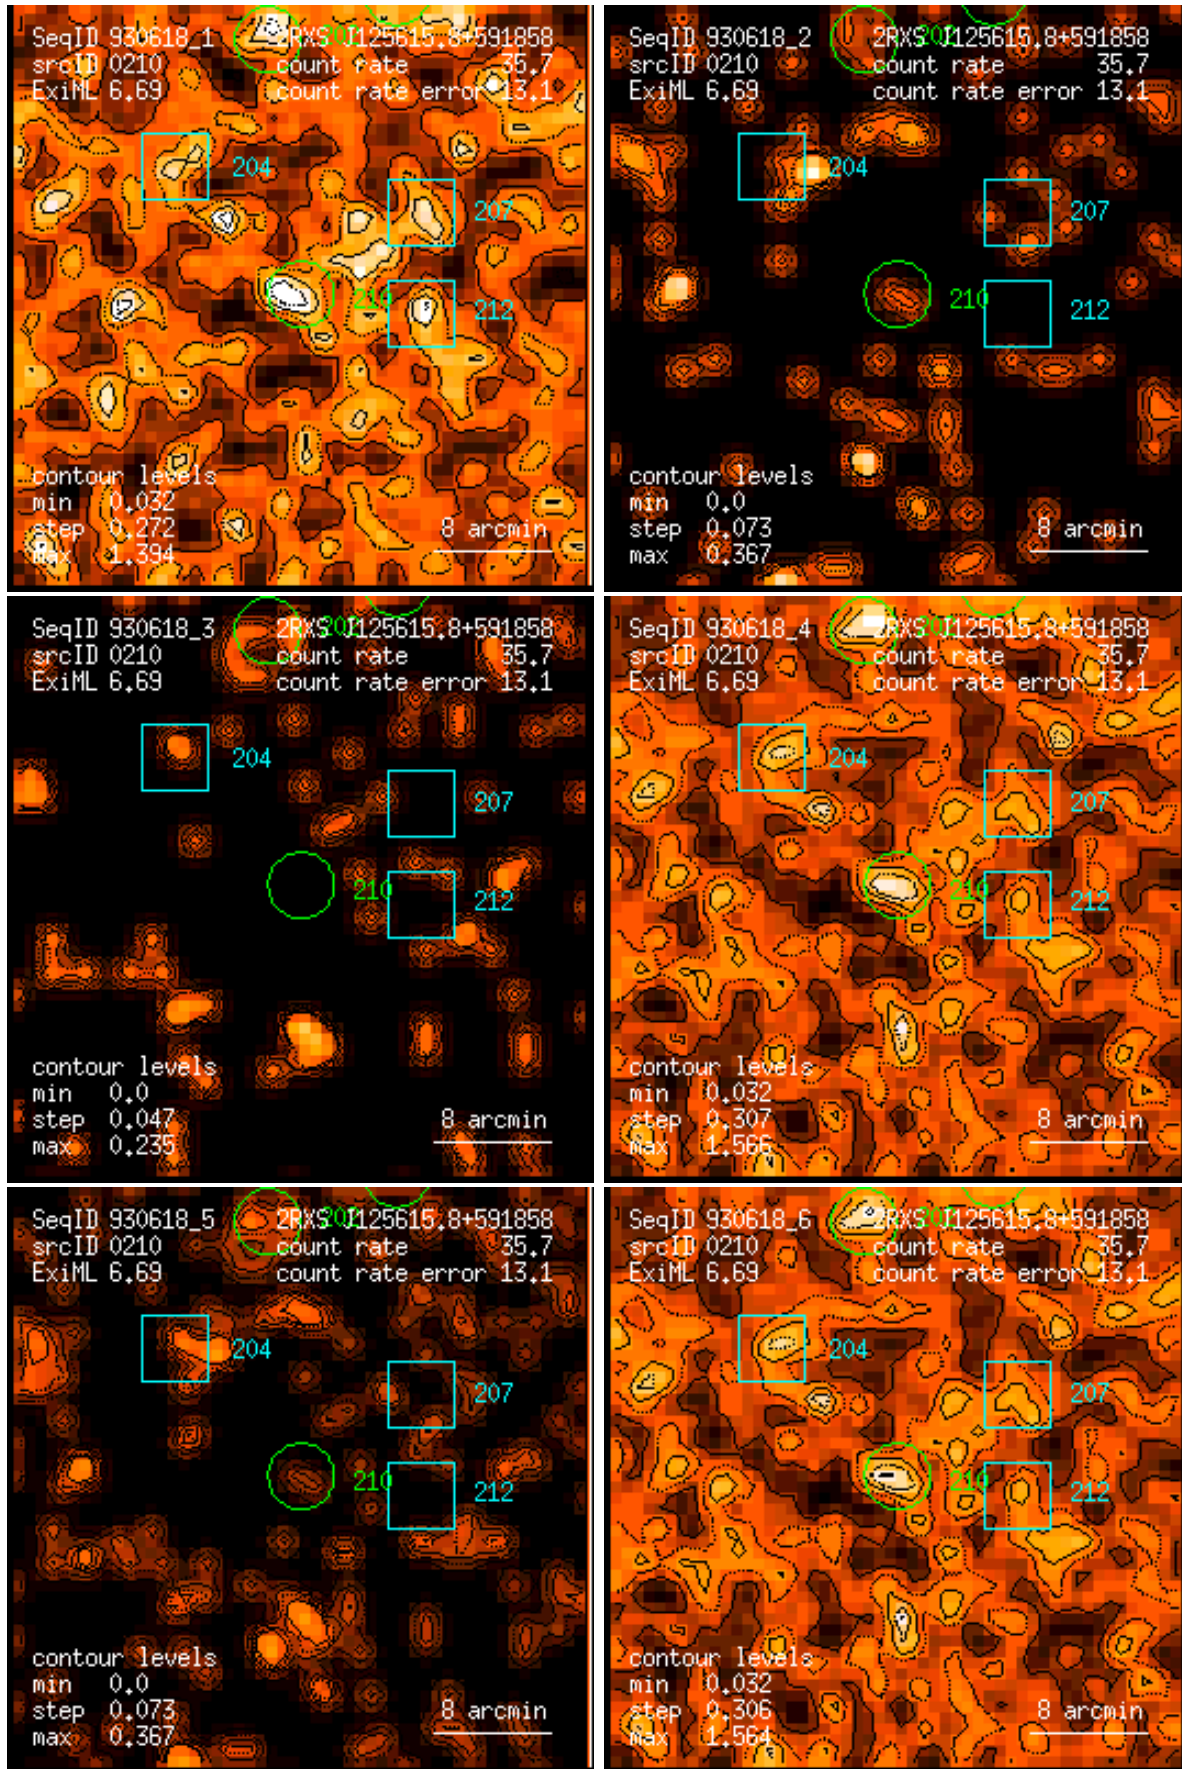 SeqID 930618_1 2RXS J125615.8+591858
202
srcID 0210 count rate 35.7
ExiML 6.69 count rate error 13.1
204
207
210
212
contour levels
min 0.032
step 0.272 8 arcmin
max 1.394
SeqID 930618_2 2RXS J125615.8+591858
202
srcID 0210 count rate 35.7
ExiML 6.69 count rate error 13.1
204
207
210
212
contour levels
min 0.0
step 0.073 8 arcmin
max 0.367
SeqID 930618_3 2RXS J125615.8+591858
202
srcID 0210 count rate 35.7
ExiML 6.69 count rate error 13.1
204
207
210
212
contour levels
min 0.0
step 0.047 8 arcmin
max 0.235
SeqID 930618_4 2RXS J125615.8+591858
202
srcID 0210 count rate 35.7
ExiML 6.69 count rate error 13.1
204
207
210
212
contour levels
min 0.032
step 0.307 8 arcmin
max 1.566
SeqID 930618_5 2RXS J125615.8+591858
202
srcID 0210 count rate 35.7
ExiML 6.69 count rate error 13.1
204
207
210
212
contour levels
min 0.0
step 0.073 8 arcmin
max 0.367
SeqID 930618_6 2RXS J125615.8+591858
202
srcID 0210 count rate 35.7
ExiML 6.69 count rate error 13.1
204
207
210
212
contour levels
min 0.032
step 0.306 8 arcmin
max 1.564